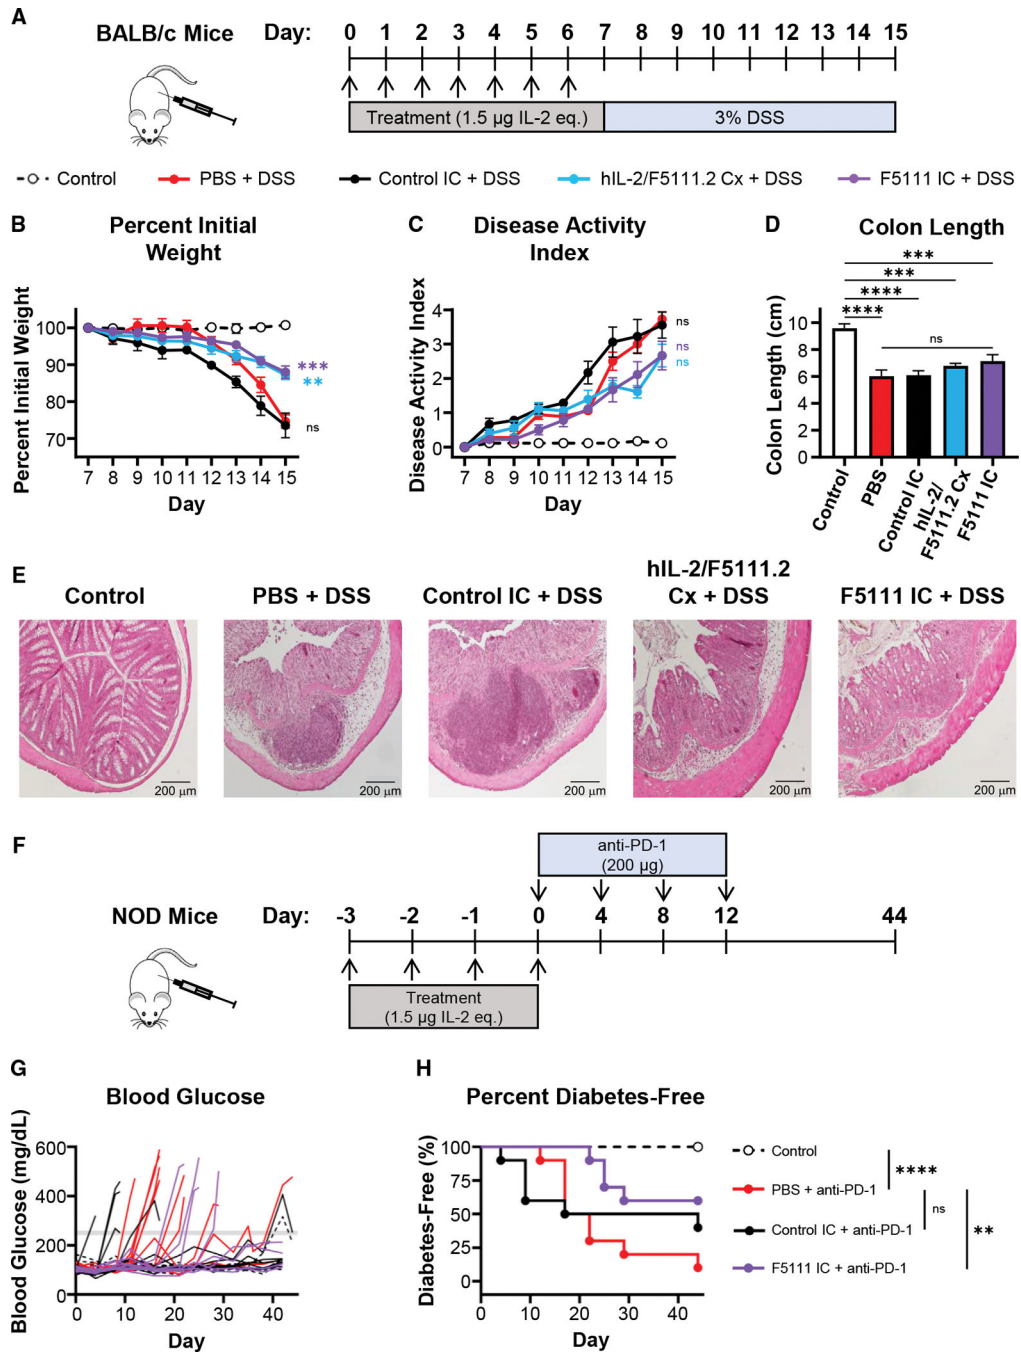 A
BALB/c Mice
Day: 0 1 2 3 4 5 6 7 8 9 10 11 12 13 14 15
Treatment (1.5 µg IL-2 eq.)
3% DSS
Control
PBS + DSS
Control IC + DSS
hIL-2/F5111.2 Cx + DSS
F5111 IC + DSS
B
Percent Initial
Weight
Percent Initial Weight
100
90
80
70
***
**
ns
7 8 9 10 11 12 13 14 15
Day
C
Disease Activity
Index
Disease Activity Index
4
3
2
1
0
ns
ns
ns
7 8 9 10 11 12 13 14 15
Day
D
Colon Length
***
***
****
****
ns
Colon Length (cm)
10
8
6
4
2
0
Control
PBS
Control IC
hIL-2/
F5111.2 Cx
F5111 IC
E
Control
PBS + DSS
Control IC + DSS
hIL-2/F5111.2
Cx + DSS
F5111 IC + DSS
200 µm
200 µm
200 µm
200 µm
200 µm
F
anti-PD-1
(200 µg)
NOD Mice
Day: -3 -2 -1 0 4 8 12 44
Treatment
(1.5 µg IL-2 eq.)
G
Blood Glucose
Blood Glucose (mg/dL)
600
400
200
0
0 10 20 30 40
Day
H
Percent Diabetes-Free
Diabetes-Free (%)
100
75
50
25
0
0 20 30 40
Day
Control
PBS + anti-PD-1
Control IC + anti-PD-1
F5111 IC + anti-PD-1
****
ns
**